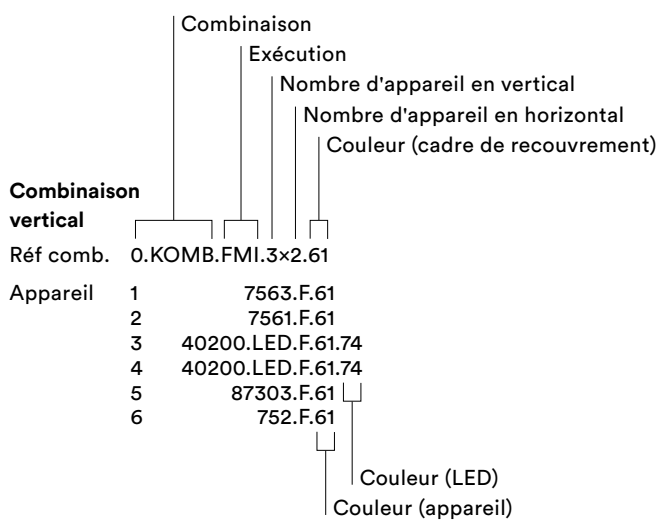 Combinaison
Exécution
Nombre d'appareil en vertical
Nombre d'appareil en horizontal
Couleur (cadre de recouvrement)
Combinaison
vertical
Réf comb. 0.KOMB.FMI.3×2.61
Appareil 1 7563.F.61
2 7561.F.61
3 40200.LED.F.61.74
4 40200.LED.F.61.74
5 87303.F.61
6 752.F.61
Couleur (LED)
Couleur (appareil)